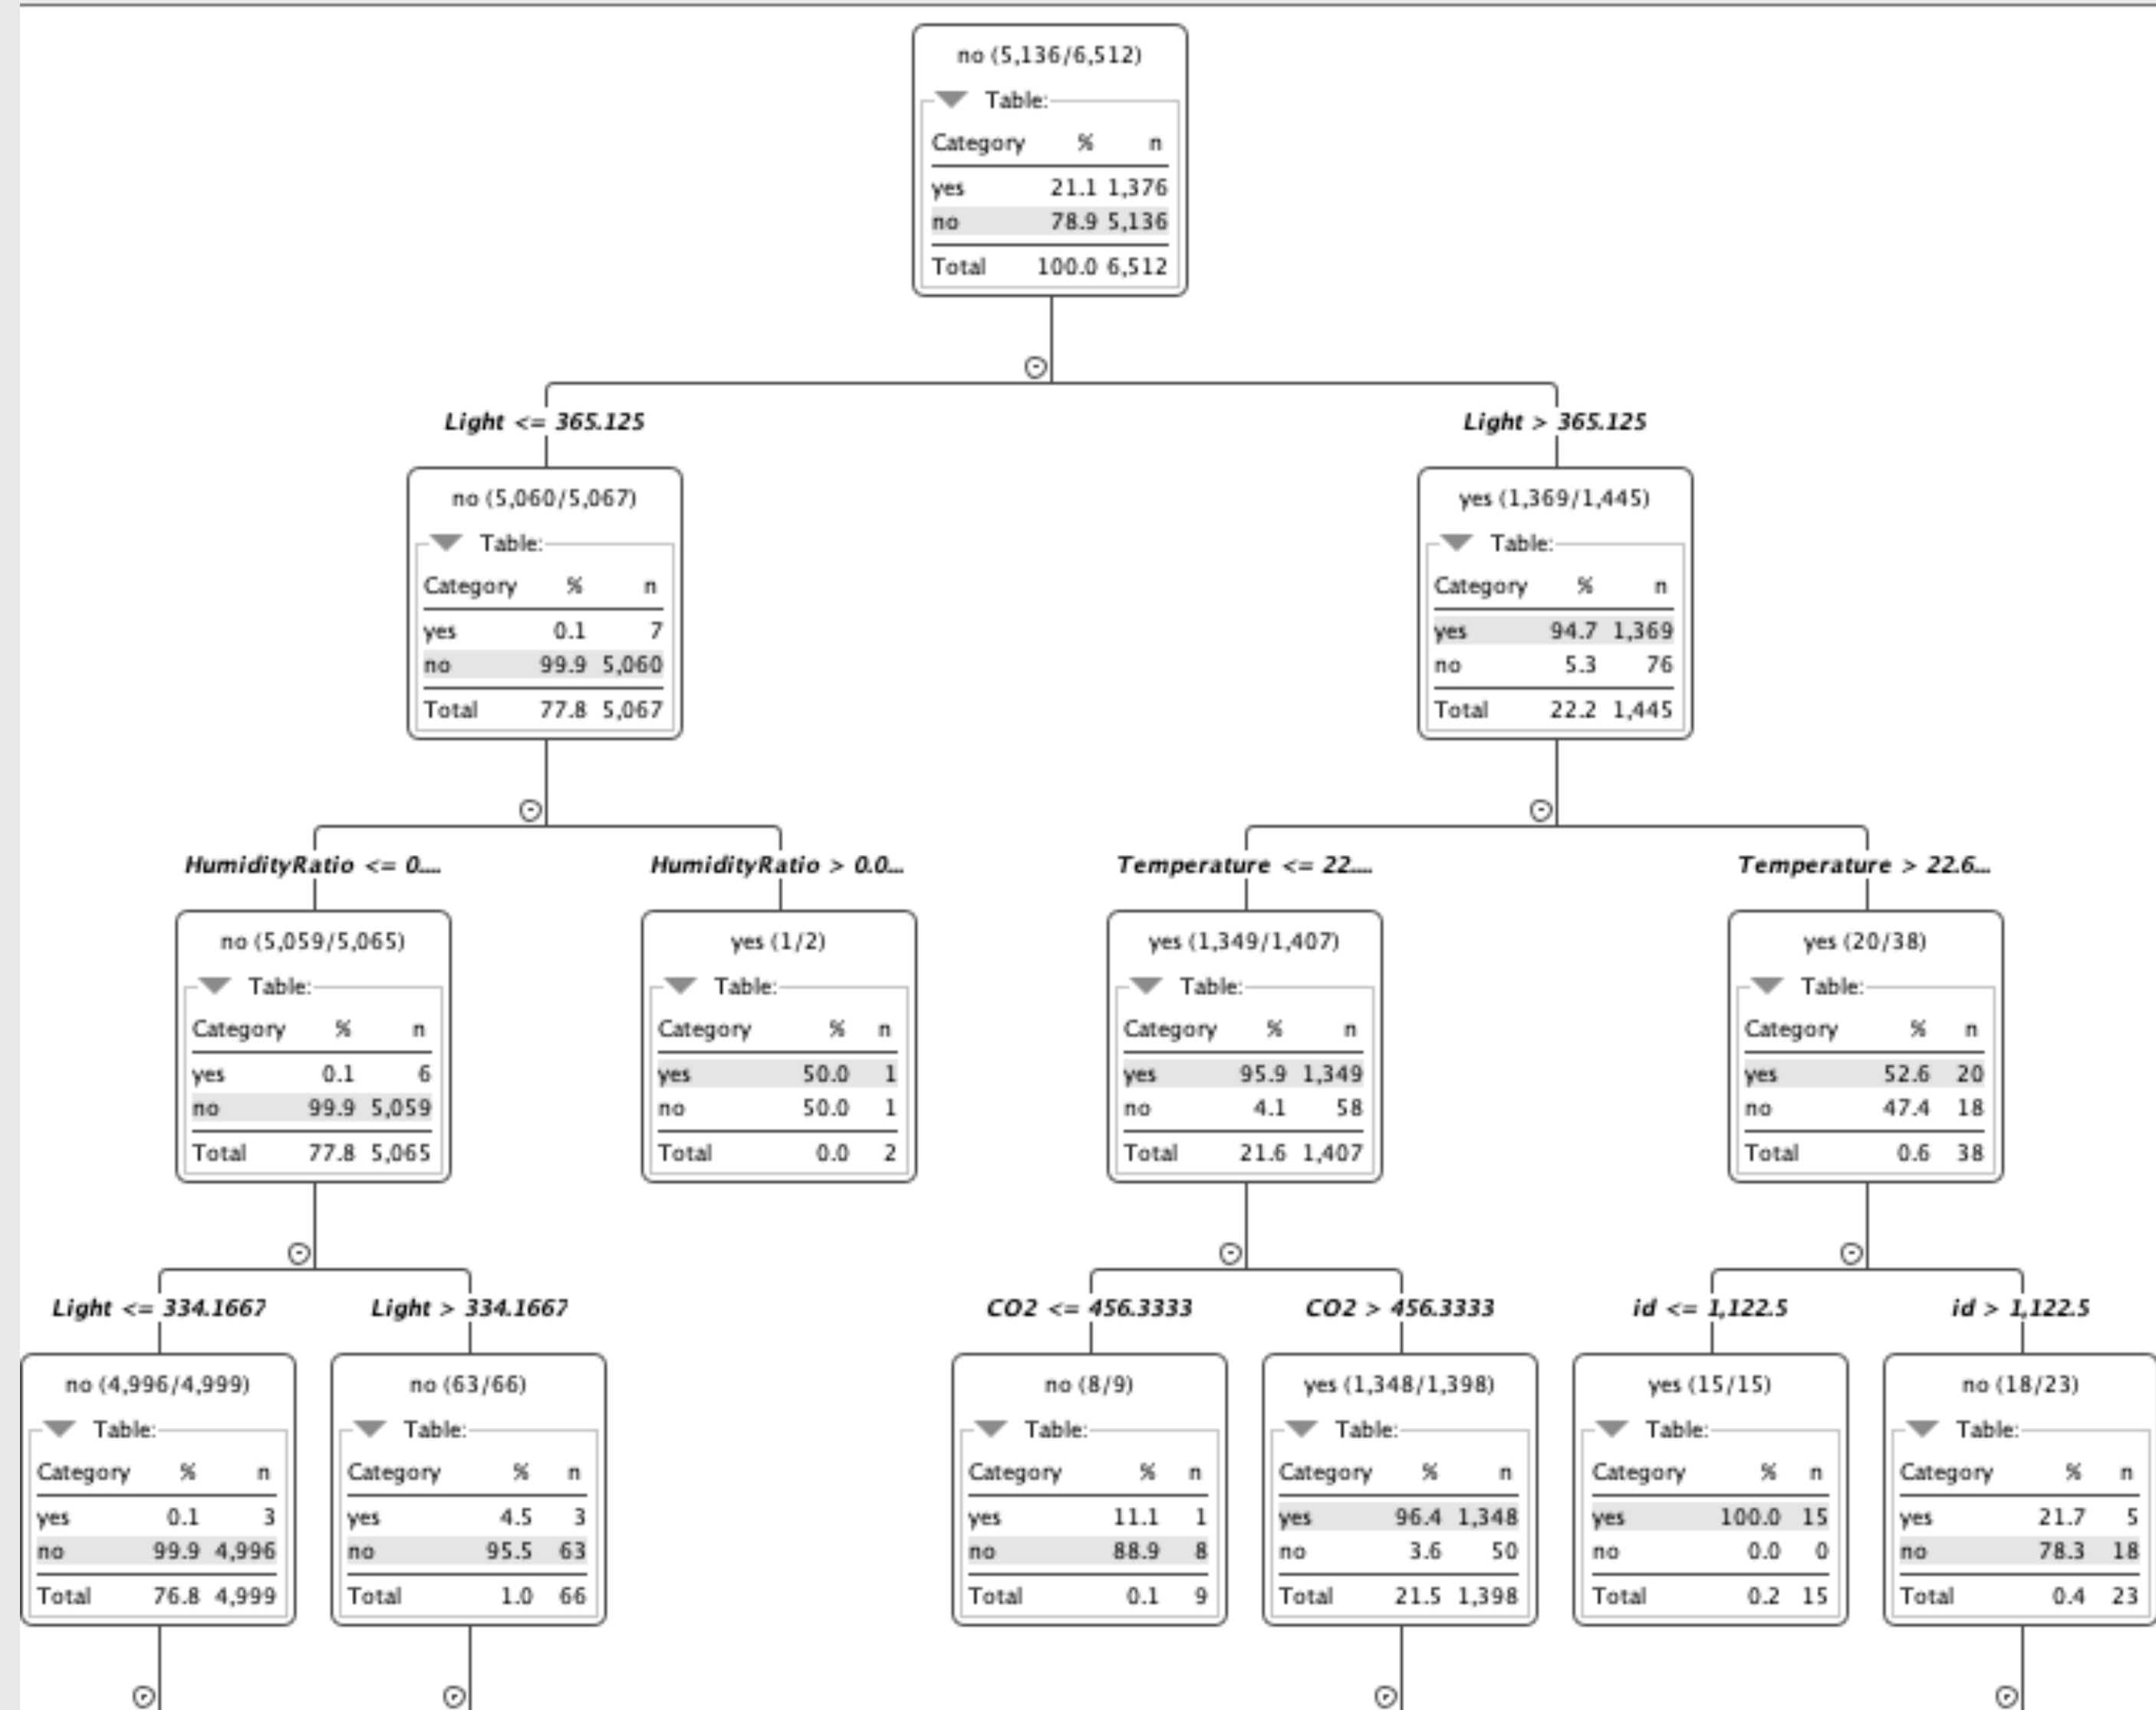 no (5,136/6,512)
Table:
Category % n
yes 21.1 1,376
no 78.9 5,136
Total 100.0 6,512
Light <= 365.125
Light > 365.125
no (5,060/5,067)
Table:
Category % n
yes 0.1 7
no 99.9 5,060
Total 77.8 5,067
yes (1,369/1,445)
Table:
Category % n
yes 94.7 1,369
no 5.3 76
Total 22.2 1,445
HumidityRatio <= 0....
HumidityRatio > 0.0...
Temperature <= 22....
Temperature > 22.6...
no (5,059/5,065)
Table:
Category % n
yes 0.1 6
no 99.9 5,059
Total 77.8 5,065
yes (1/2)
Table:
Category % n
yes 50.0 1
no 50.0 1
Total 0.0 2
yes (1,349/1,407)
Table:
Category % n
yes 95.9 1,349
no 4.1 58
Total 21.6 1,407
yes (20/38)
Table:
Category % n
yes 52.6 20
no 47.4 18
Total 0.6 38
Light <= 334.1667
Light > 334.1667
CO2 <= 456.3333
CO2 > 456.3333
id <= 1,122.5
id > 1,122.5
no (4,996/4,999)
Table:
Category % n
yes 0.1 3
no 99.9 4,996
Total 76.8 4,999
no (63/66)
Table:
Category % n
yes 4.5 3
no 95.5 63
Total 1.0 66
no (8/9)
Table:
Category % n
yes 11.1 1
no 88.9 8
Total 0.1 9
yes (1,348/1,398)
Table:
Category % n
yes 96.4 1,348
no 3.6 50
Total 21.5 1,398
yes (15/15)
Table:
Category % n
yes 100.0 15
no 0.0 0
Total 0.2 15
no (18/23)
Table:
Category % n
yes 21.7 5
no 78.3 18
Total 0.4 23